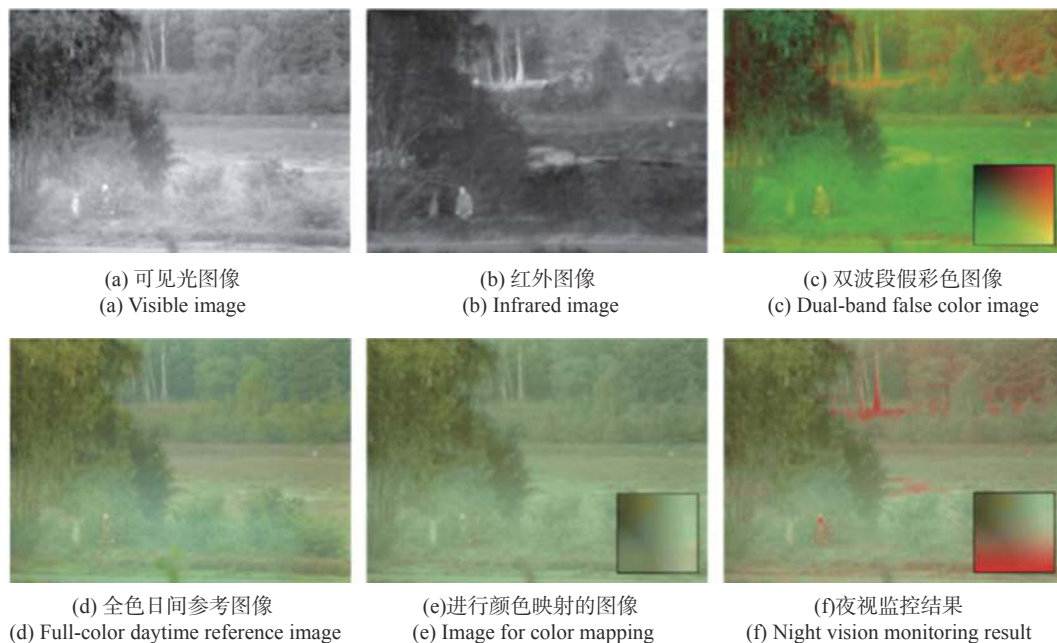 (a) 可见光图像
(a) Visible image
(b) 红外图像
(b) Infrared image
(c) 双波段假彩色图像
(c) Dual-band false color image
(d) 全色日间参考图像
(d) Full-color daytime reference image
(e)进行颜色映射的图像
(e) Image for color mapping
(f)夜视监控结果
(f) Night vision monitoring result